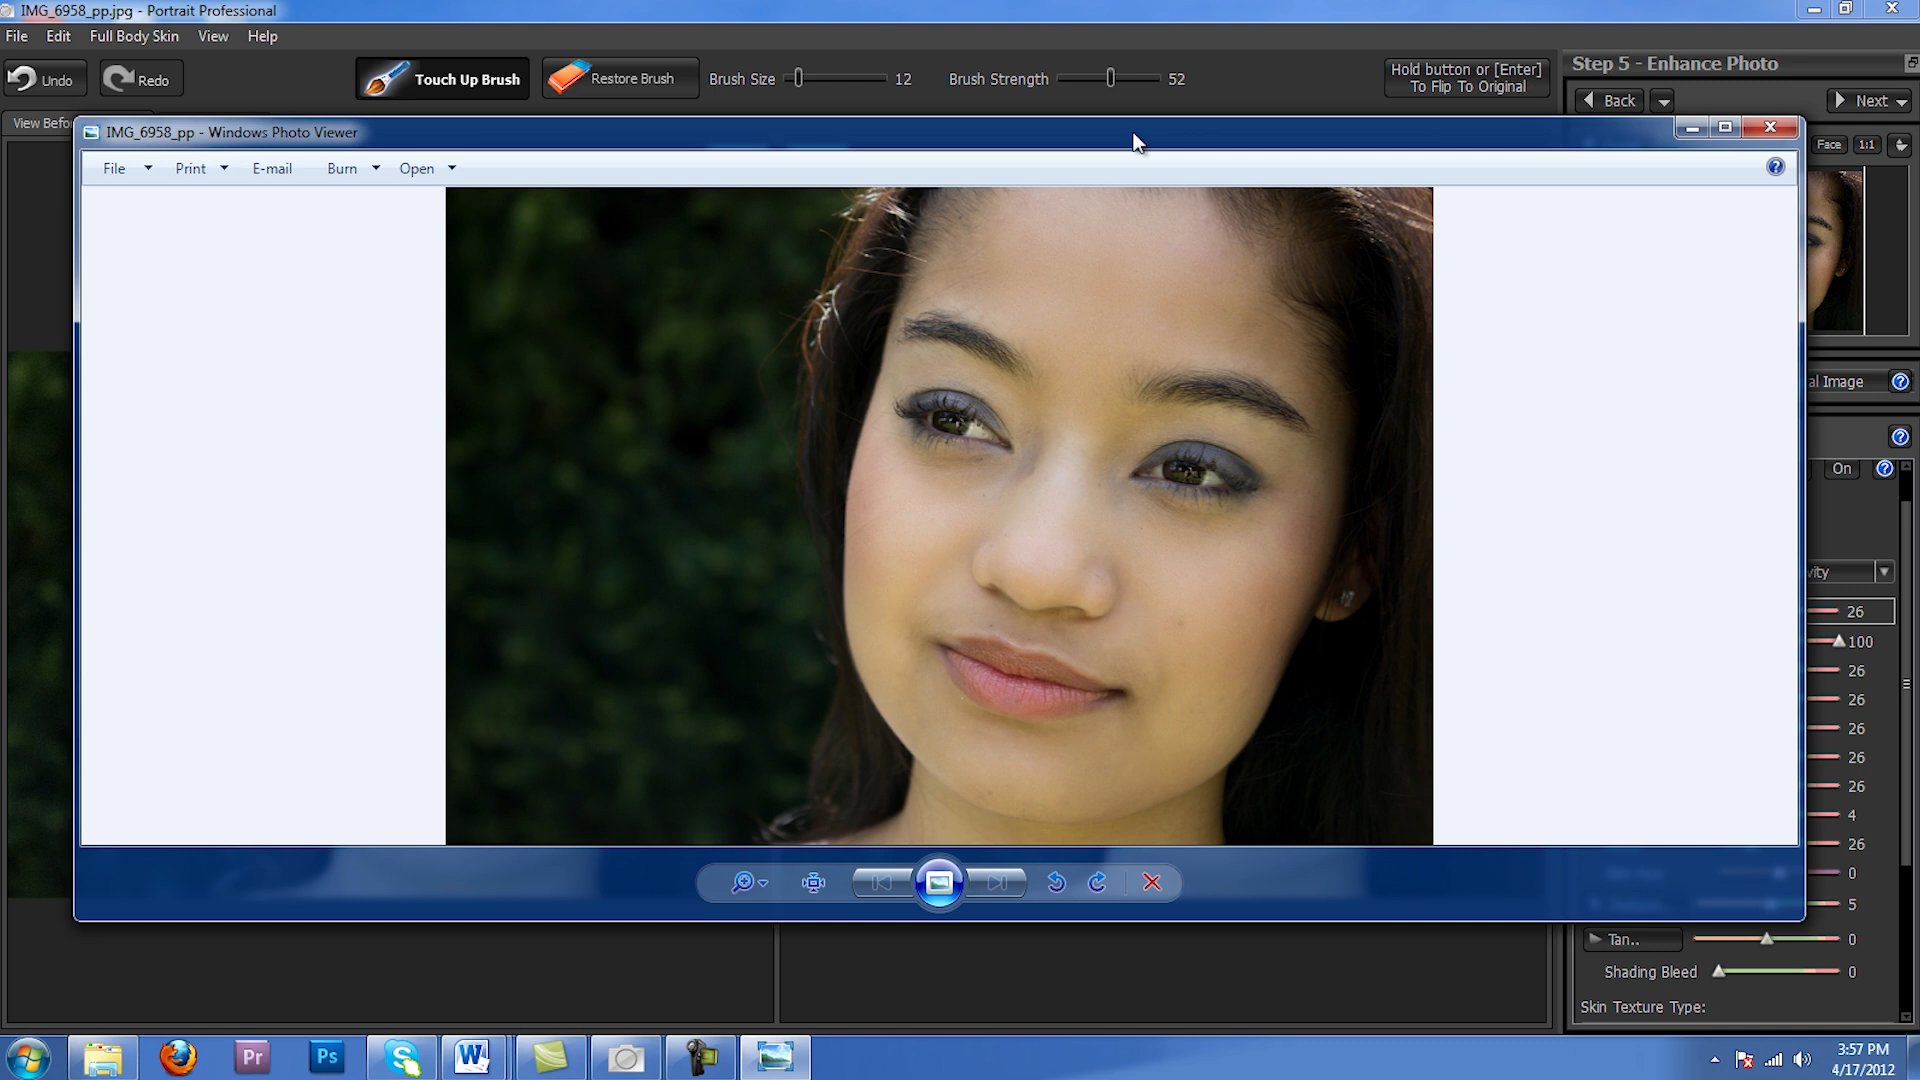 IMG_6958_pp.jpg - Portrait Professional
File Edit Full Body Skin View Help
Undo Redo Touch Up Brush Restore Brush Brush Size 12 Brush Strength 52
Hold button or [Enter]
To Flip To Original
Step 5 - Enhance Photo
Back Next
View Befo
IMG_6958_pp - Windows Photo Viewer
Face 1:1
File Print E-mail Burn Open
al Image
On
vity
26
100
26
26
26
26
26
4
26
0
5
Tan.. 0
Shading Bleed 0
Skin Texture Type:
Pr Ps S W
3:57 PM
4/17/2012